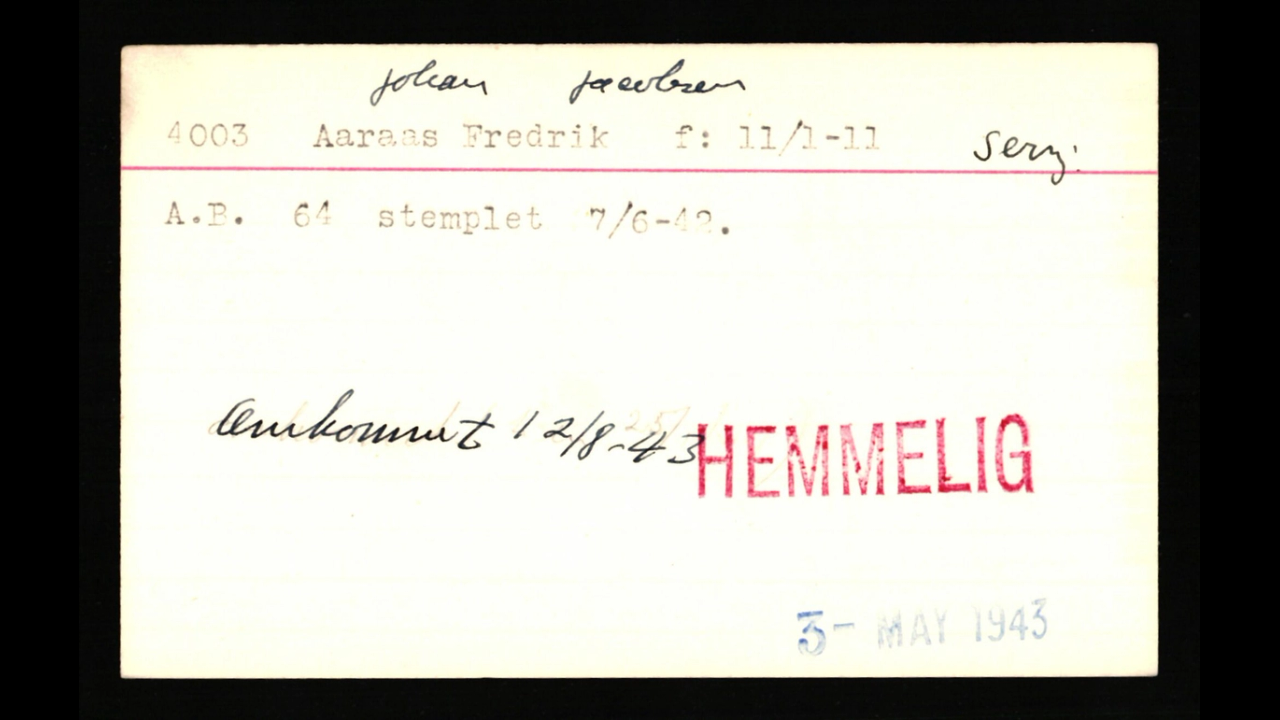 Johan Jacobsen
4003 Aaraas Fredrik f: 11/1-11 Serg.
A.B. 64 stemplet 7/6-42.
Omkommet 12/8-43 HEMMELIG
3- MAY 1943